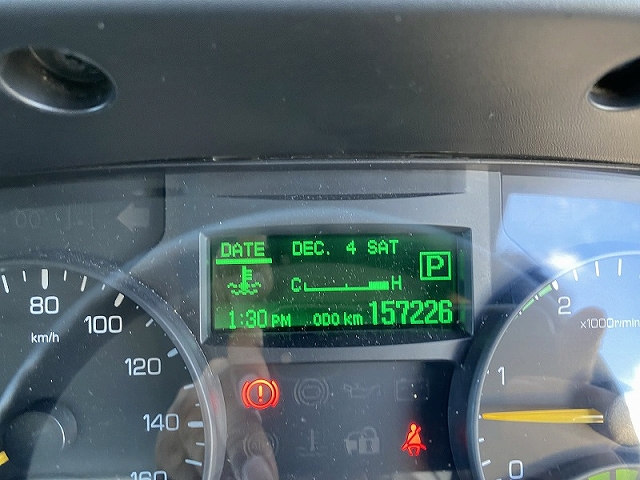 DATE DEC. 4 SAT
P
C H
1:30 PM ODO km 157226
80
100
120
140
160
km/h
2
x1000r/min
1
0